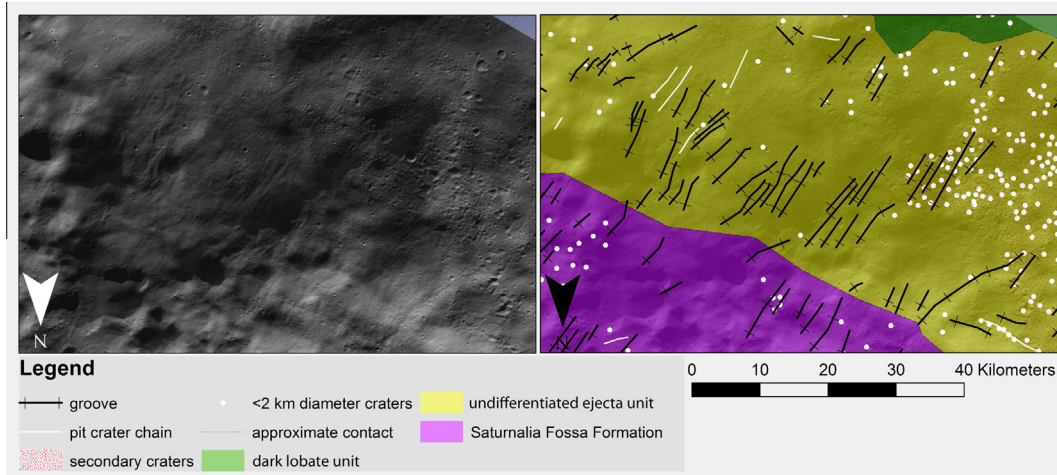 N
N
Legend
groove
<2 km diameter craters
undifferentiated ejecta unit
pit crater chain
approximate contact
Saturnalia Fossa Formation
secondary craters
dark lobate unit
0 10 20 30 40 Kilometers